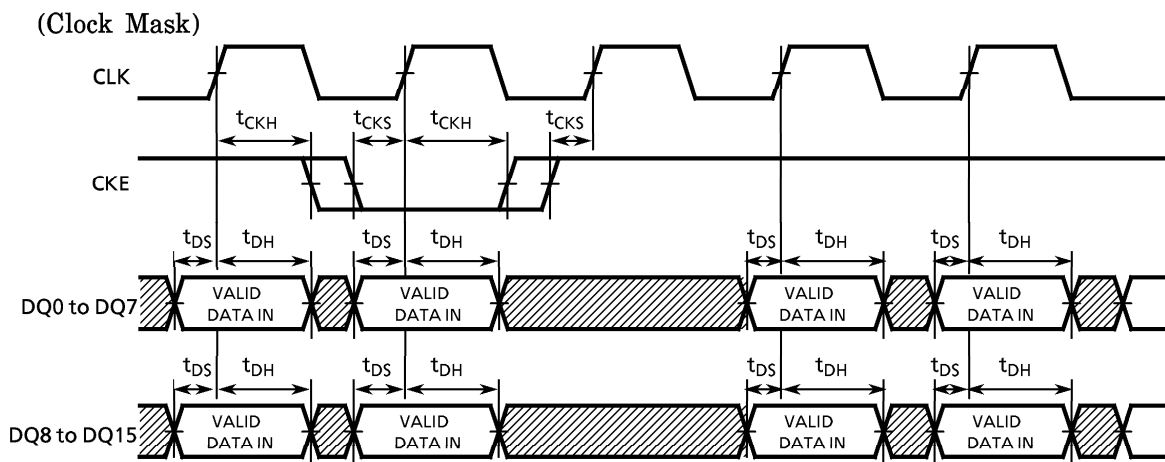 (Clock Mask)
CLK
tCKH tCKS tCKH tCKS
CKE
tDS tDH tDS tDH tDS tDH tDS tDH
DQ0 to DQ7
VALID DATA IN
VALID DATA IN
VALID DATA IN
VALID DATA IN
tDS tDH tDS tDH tDS tDH tDS tDH
DQ8 to DQ15
VALID DATA IN
VALID DATA IN
VALID DATA IN
VALID DATA IN